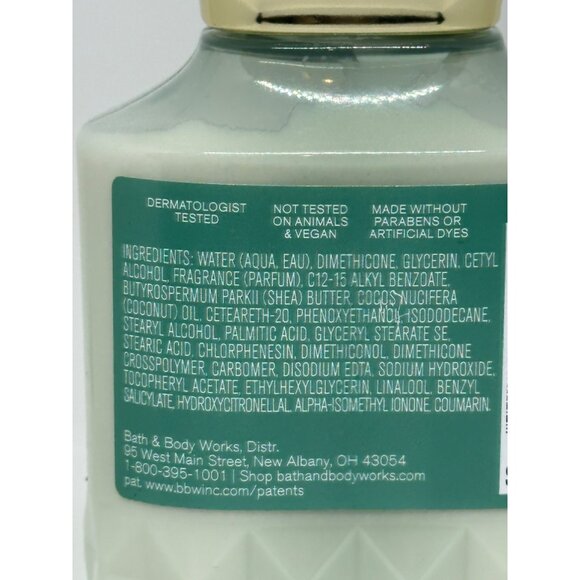 DERMATOLOGIST
TESTED
NOT TESTED
ON ANIMALS
& VEGAN
MADE WITHOUT
PARABENS OR
ARTIFICIAL DYES
INGREDIENTS: WATER (AQUA, EAU), DIMETHICONE, GLYCERIN, CETYL
ALCOHOL, FRAGRANCE (PARFUM), C12-15 ALKYL BENZOATE,
BUTYROSPERMUM PARKII (SHEA) BUTTER, COCOS NUCIFERA
(COCONUT) OIL, CETEARETH-20, PHENOXYETHANOL, ISODODECANE,
STEARYL ALCOHOL, PALMITIC ACID, GLYCERYL STEARATE SE,
STEARIC ACID, CHLORPHENESIN, DIMETHICONOL, DIMETHICONE
CROSSPOLYMER, CARBOMER, DISODIUM EDTA, SODIUM HYDROXIDE,
TOCOPHERYL ACETATE, ETHYLHEXYLGLYCERIN, LINALOOL, BENZYL
SALICYLATE, HYDROXYCITRONELLAL, ALPHA-ISOMETHYL IONONE, COUMARIN.
Bath & Body Works, Distr.
95 West Main Street, New Albany, OH 43054
1-800-395-1001 | Shop bathandbodyworks.com
pat. www.bbwinc.com/patents